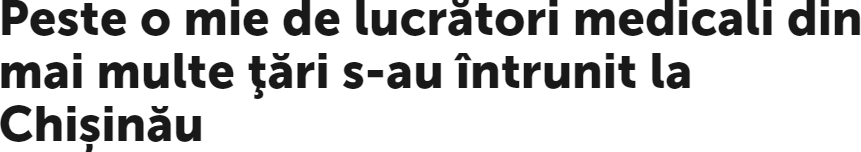 Peste o mie de lucrători medicali din
mai multe ţări s-au întrunit la
Chișinău